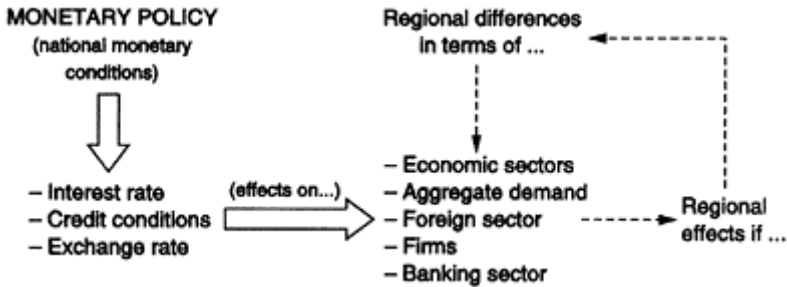 MONETARY POLICY
(national monetary
conditions)
– Interest rate
– Credit conditions
– Exchange rate
(effects on...)
Regional differences
in terms of ...
– Economic sectors
– Aggregate demand
– Foreign sector
– Firms
– Banking sector
Regional
effects if ...